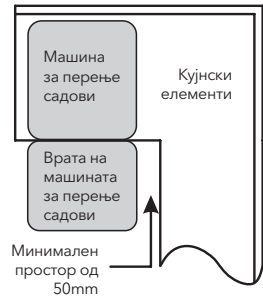 Машина
за перење
садови
Кујнски
елементи
Врата на
машината
за перење
садови
Минимален
простор од
50mm